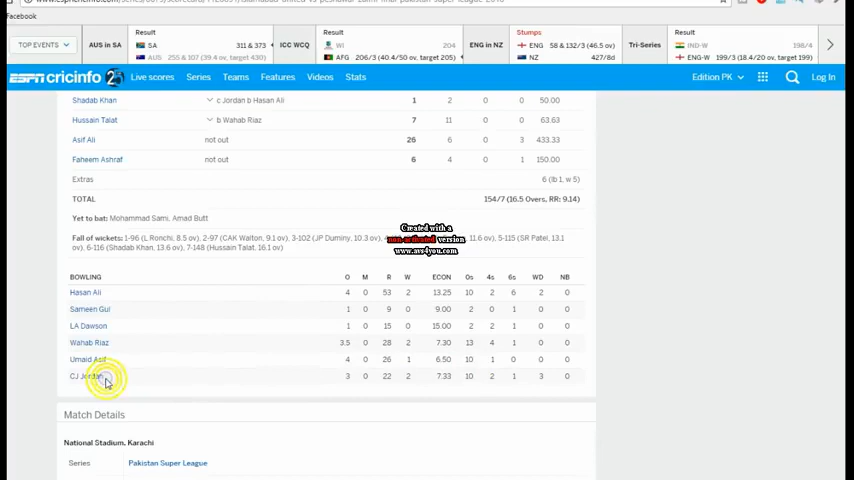 Facebook
TOP EVENTS
AUS in SA
Result
SA 311 & 373
AUS 255 & 107 (39.4 ov, target 430)
ICC WCQ
Result
WI 204
AFG 206/3 (40.4/50 ov, target 205)
ENG in NZ
Stumps
ENG 58 & 132/3 (46.5 ov)
NZ 427/8d
Tri-Series
Result
IND-W 198/4
ENG-W 199/3 (18.4/20 ov, target 199)
ESPN cricinfo 25 Live scores Series Teams Features Videos Stats Edition PK Log In
Shadab Khan c Jordan b Hasan Ali 1 2 0 0 50.00
Hussain Talat b Wahab Riaz 7 11 0 0 63.63
Asif Ali not out 26 6 0 3 433.33
Faheem Ashraf not out 6 4 0 1 150.00
Extras 6 (lb 1, w 5)
TOTAL 154/7 (16.5 Overs, RR: 9.14)
Yet to bat: Mohammad Sami, Amad Butt
Fall of wickets: 1-96 (L Ronchi, 8.5 ov), 2-97 (CAK Walton, 9.1 ov), 3-102 (JP Duminy, 10.3 ov), 11.6 ov), 5-115 (SR Patel, 13.1
ov), 6-116 (Shadab Khan, 13.6 ov), 7-148 (Hussain Talat, 16.1 ov)
Created with a
non-activated version
www.avs4you.com
BOWLING O M R W ECON 0s 4s 6s WD NB
Hasan Ali 4 0 53 2 13.25 10 2 6 2 0
Sameen Gul 1 0 9 0 9.00 2 0 1 0 0
LA Dawson 1 0 15 0 15.00 2 2 1 0 0
Wahab Riaz 3.5 0 28 2 7.30 13 4 1 0 0
Umaid Asif 4 0 26 1 6.50 10 1 0 0 0
CJ Jordan 3 0 22 2 7.33 10 2 1 3 0
Match Details
National Stadium, Karachi
Series Pakistan Super League